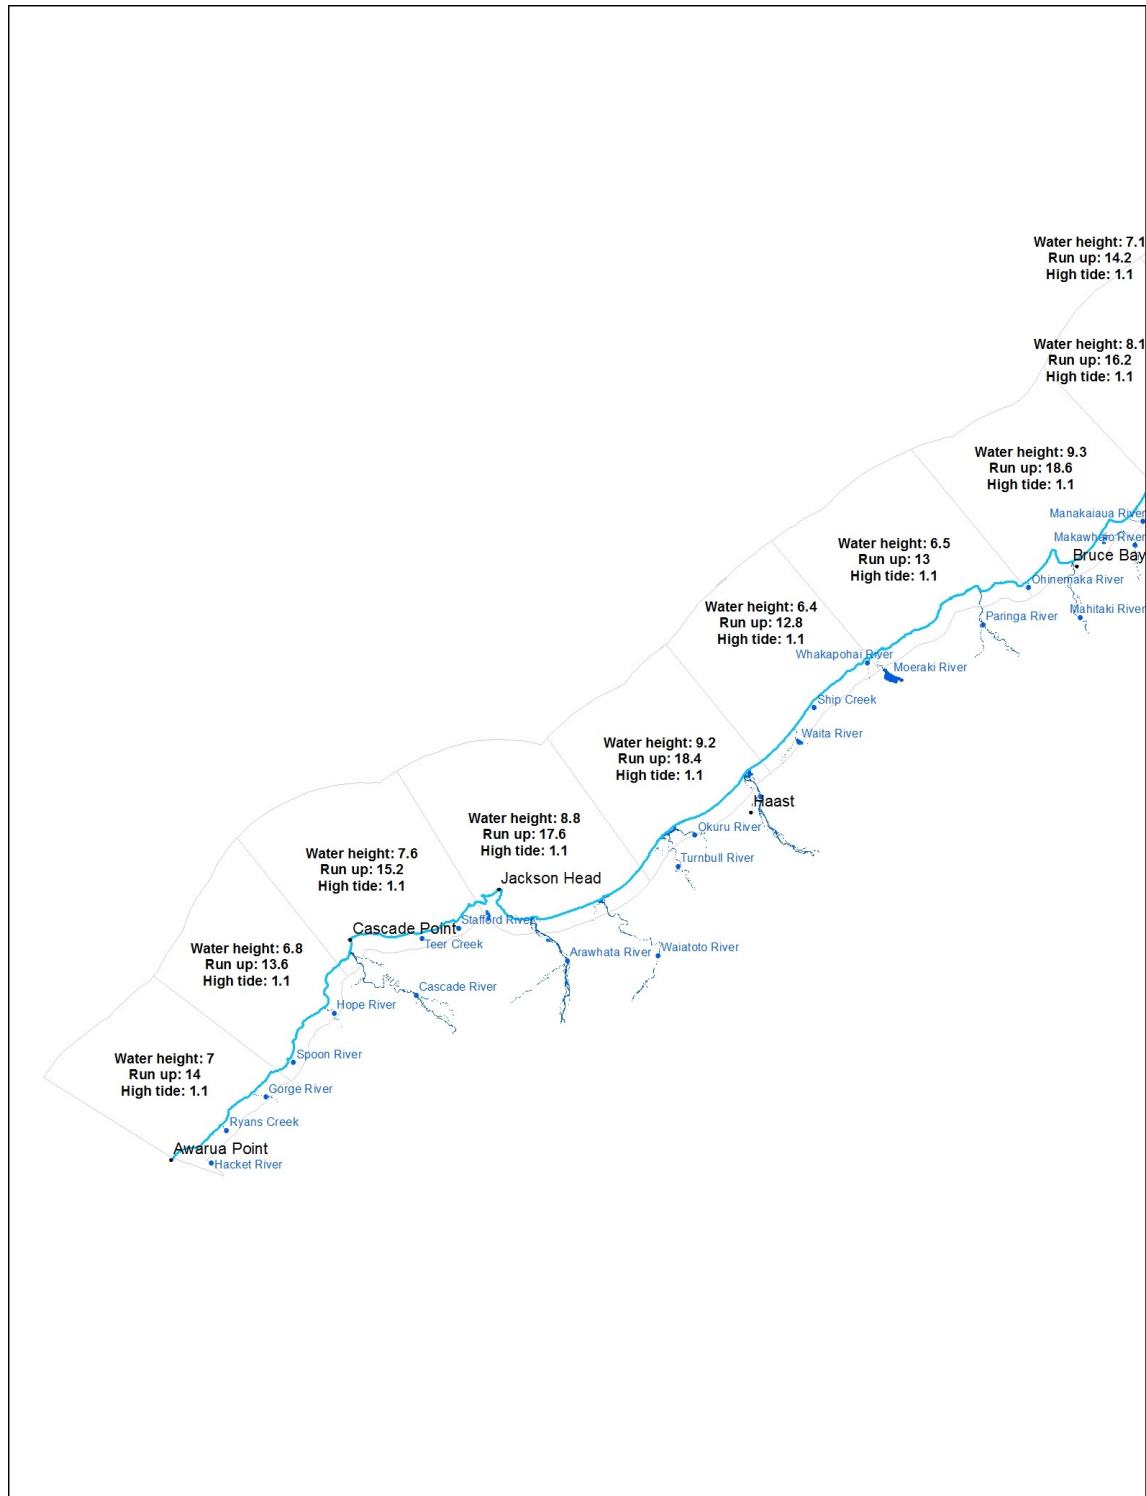 Water height: 7.1
Run up: 14.2
High tide: 1.1
Water height: 8.1
Run up: 16.2
High tide: 1.1
Water height: 9.3
Run up: 18.6
High tide: 1.1
Manakaiaua River
Makawhero River
Bruce Bay
Ohinemaka River
Mahitaki River
Paringa River
Water height: 6.5
Run up: 13
High tide: 1.1
Water height: 6.4
Run up: 12.8
High tide: 1.1
Whakapohai River
Moeraki River
Ship Creek
Waita River
Water height: 9.2
Run up: 18.4
High tide: 1.1
Haast
Okuru River
Turnbull River
Water height: 8.8
Run up: 17.6
High tide: 1.1
Jackson Head
Water height: 7.6
Run up: 15.2
High tide: 1.1
Stafford River
Cascade Point
Teer Creek
Arawhata River
Waiatoto River
Water height: 6.8
Run up: 13.6
High tide: 1.1
Cascade River
Hope River
Water height: 7
Run up: 14
High tide: 1.1
Spoon River
Gorge River
Ryans Creek
Awarua Point
Hacket River